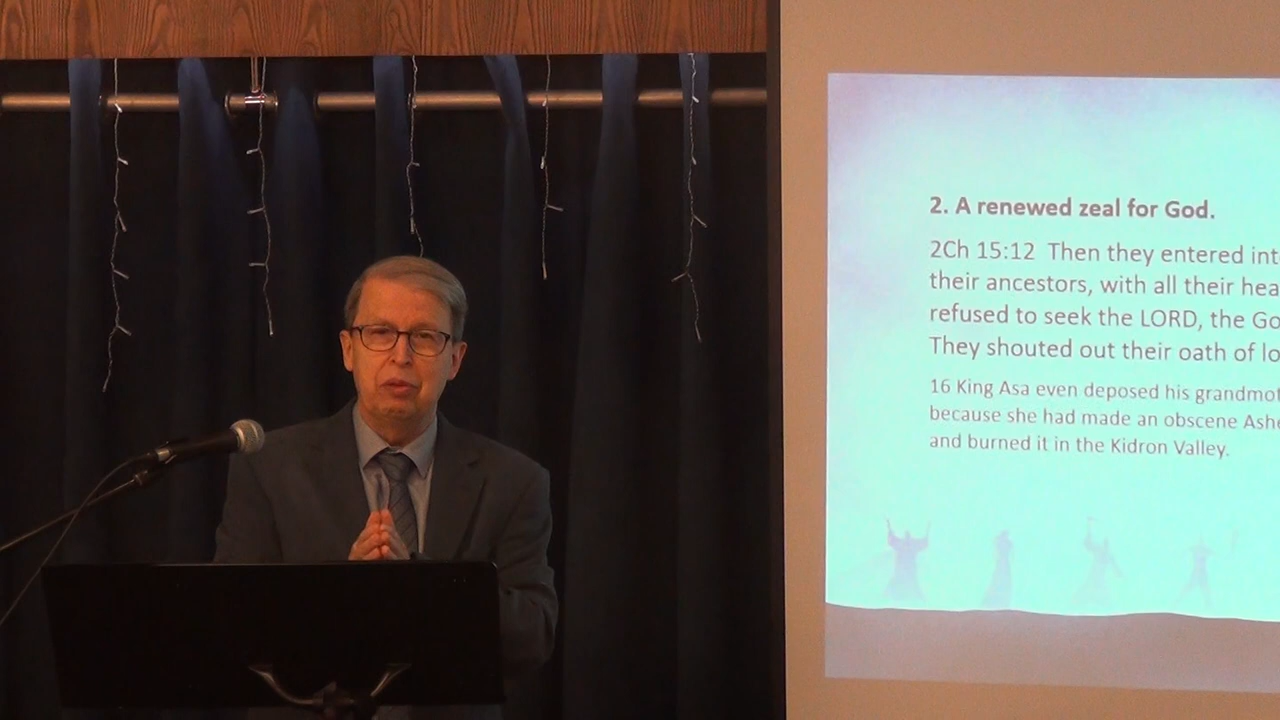 2. A renewed zeal for God.
2Ch 15:12 Then they entered int
their ancestors, with all their hea
refused to seek the LORD, the Go
They shouted out their oath of lo
16 King Asa even deposed his grandmot
because she had made an obscene Ashe
and burned it in the Kidron Valley.